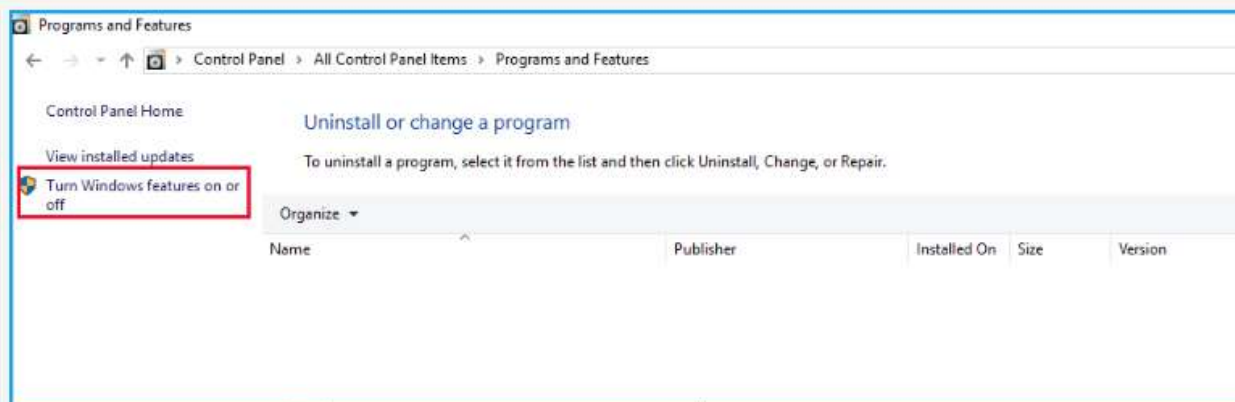 Programs and Features
Control Panel > All Control Panel Items > Programs and Features
Control Panel Home
View installed updates
Turn Windows features on or
off
Uninstall or change a program
To uninstall a program, select it from the list and then click Uninstall, Change, or Repair.
Organize
Name Publisher Installed On Size Version